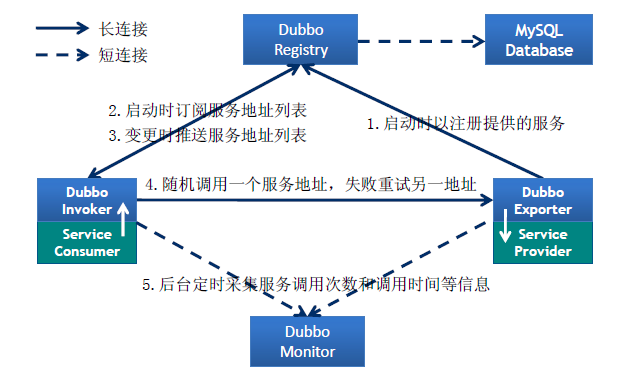 长连接
短连接
Dubbo
Registry
MySQL
Database
2.启动时订阅服务地址列表
3.变更时推送服务地址列表
1.启动时以注册提供的服务
4.随机调用一个服务地址，失败重试另一地址
Dubbo
Invoker
Service
Consumer
Dubbo
Exporter
Service
Provider
5.后台定时采集服务调用次数和调用时间等信息
Dubbo
Monitor